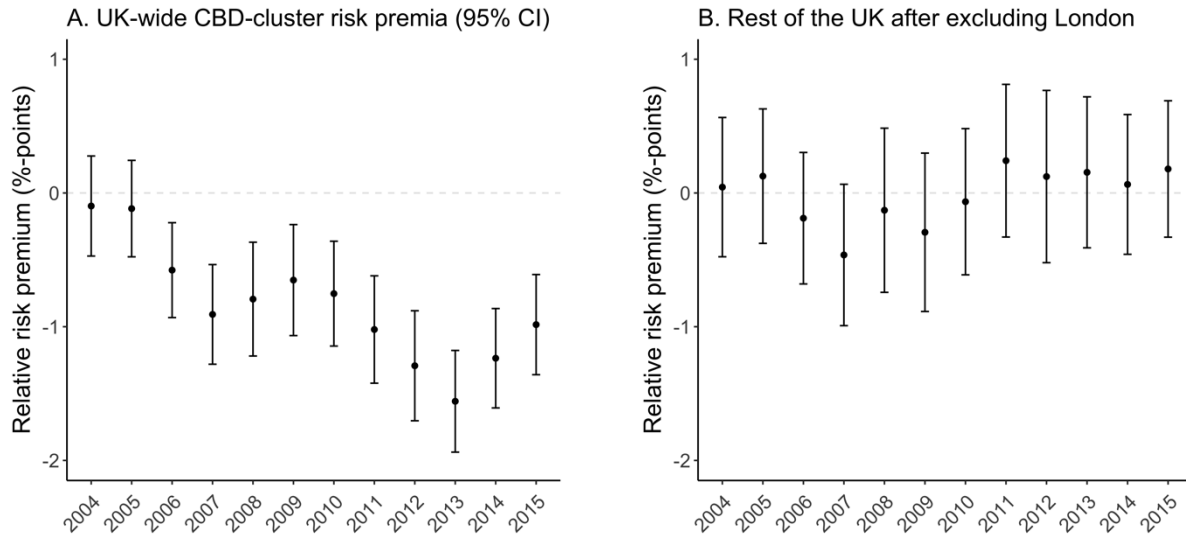 A. UK-wide CBD-cluster risk premia (95% CI)
Relative risk premium (%-points)
1
0
-1
-2
2004 2005 2006 2007 2008 2009 2010 2011 2012 2013 2014 2015
B. Rest of the UK after excluding London
Relative risk premium (%-points)
1
0
-1
-2
2004 2005 2006 2007 2008 2009 2010 2011 2012 2013 2014 2015